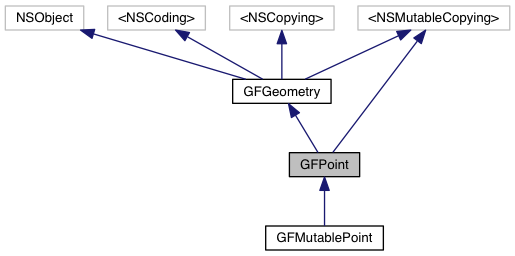 NSObject
<NSCoding>
<NSCopying>
<NSMutableCopying>
GFGeometry
GFPoint
GFMutablePoint